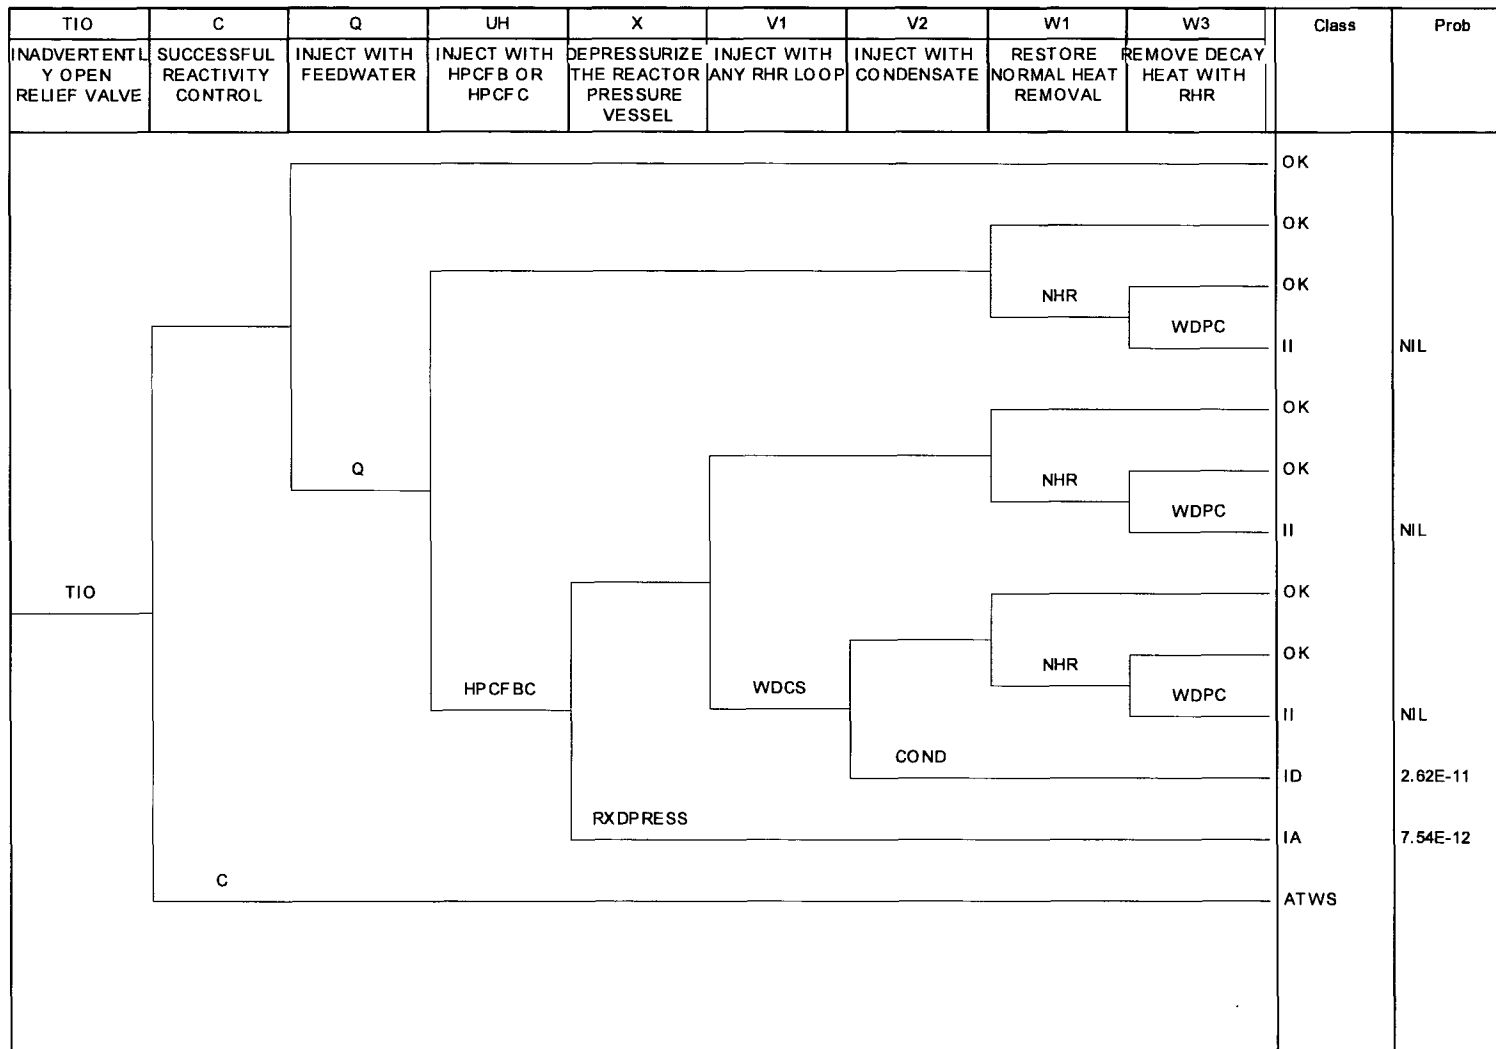 TIO C Q UH X V1 V2 W1 W3 Class Prob
INADVERTENTL SUCCESSFUL INJECT WITH INJECT WITH DEPRESSURIZE INJECT WITH INJECT WITH RESTORE REMOVE DECAY
Y OPEN REACTIVITY FEEDWATER HPCFB OR THE REACTOR ANY RHR LOOP CONDENSATE NORMAL HEAT HEAT WITH
RELIEF VALVE CONTROL HPCFC PRESSURE REMOVAL RHR
VESSEL
OK
OK
OK
NHR
WDPC
II NIL
OK
Q OK
NHR
WDPC
II NIL
TIO OK
OK
NHR
HPCFBC WDCS WDPC
II NIL
COND
ID 2.62E-11
RXDPRESS
IA 7.54E-12
C
ATWS